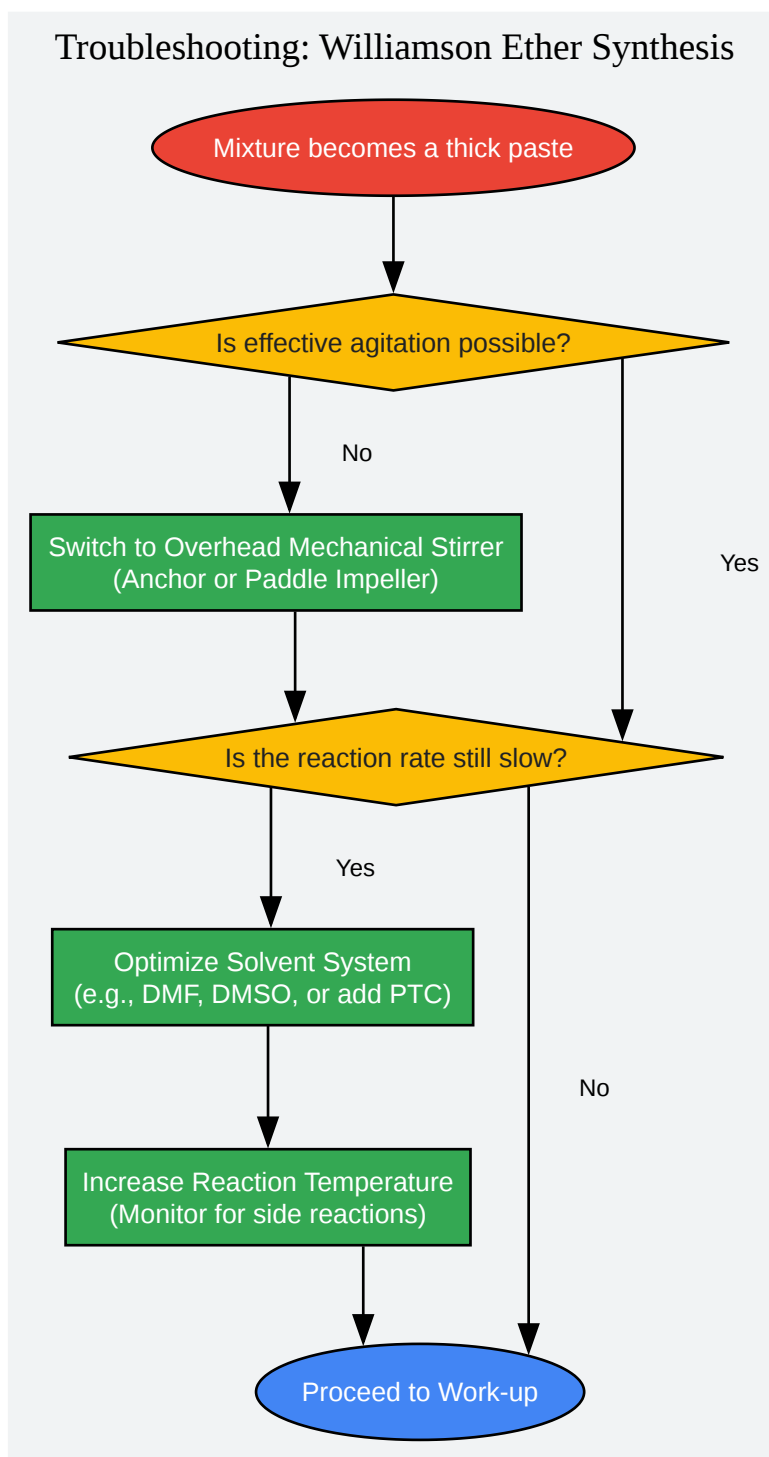 Troubleshooting: Williamson Ether Synthesis
Mixture becomes a thick paste
Is effective agitation possible?
No
Switch to Overhead Mechanical Stirrer
(Anchor or Paddle Impeller)
Yes
Is the reaction rate still slow?
Yes
Optimize Solvent System
(e.g., DMF, DMSO, or add PTC)
No
Increase Reaction Temperature
(Monitor for side reactions)
Proceed to Work-up